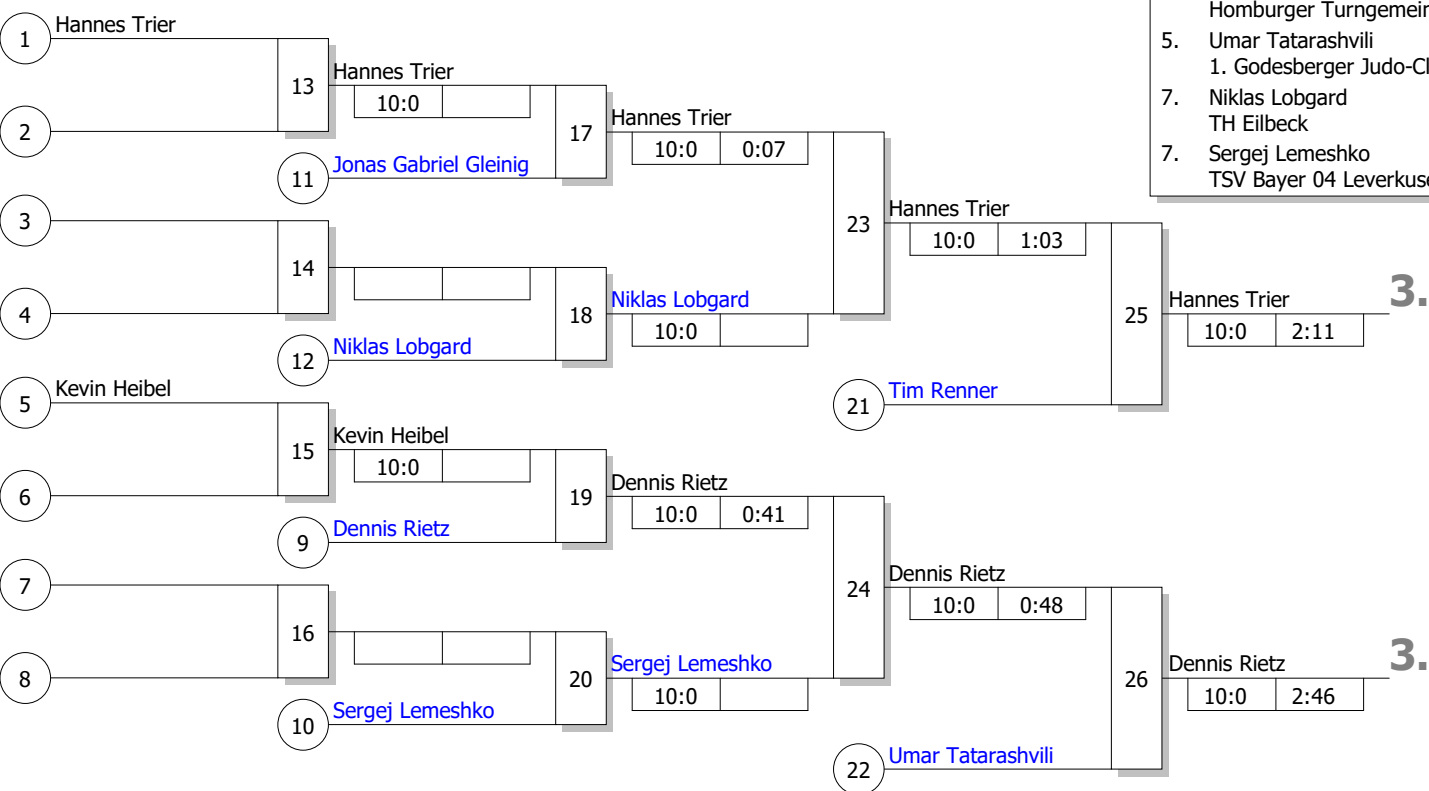 Homburger Turngemein
5. Umar Tatarashvili
1. Godesberger Judo-Cl
7. Niklas Lobgard
TH Eilbeck
7. Sergej Lemeshko
TSV Bayer 04 Leverkuse
1 Hannes Trier
13 Hannes Trier
10:0
2
17 Hannes Trier
10:0 0:07
11 Jonas Gabriel Gleinig
3
23 Hannes Trier
10:0 1:03
14
4
18 Niklas Lobgard
10:0
12 Niklas Lobgard
25 Hannes Trier 3.
10:0 2:11
5 Kevin Heibel
21 Tim Renner
15 Kevin Heibel
10:0
6
19 Dennis Rietz
10:0 0:41
9 Dennis Rietz
7
24 Dennis Rietz
10:0 0:48
16
8
20 Sergej Lemeshko
10:0
10 Sergej Lemeshko
26 Dennis Rietz 3.
10:0 2:46
22 Umar Tatarashvili